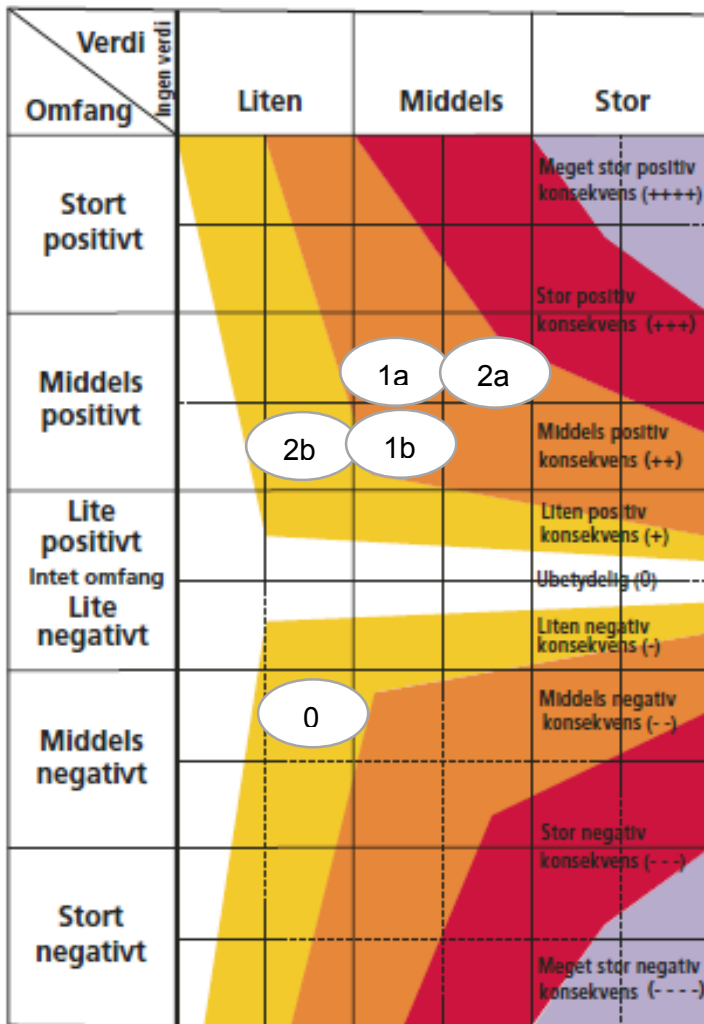 Verdi
Ingen verdi
Omfang
Liten
Middels
Stor
Stort
positivt
Meget stor positiv
konsekvens (++++)
Stor positiv
konsekvens (+++)
Middels
positivt
1a
2a
2b
1b
Middels positiv
konsekvens (++)
Lite
positivt
Liten positiv
konsekvens (+)
Intet omfang
Ubetydelig (0)
Lite
negativt
Liten negativ
konsekvens (-)
Middels
negativt
0
Middels negativ
konsekvens (- -)
Stor negativ
konsekvens (- - -)
Stort
negativt
Meget stor negativ
konsekvens (- - - -)